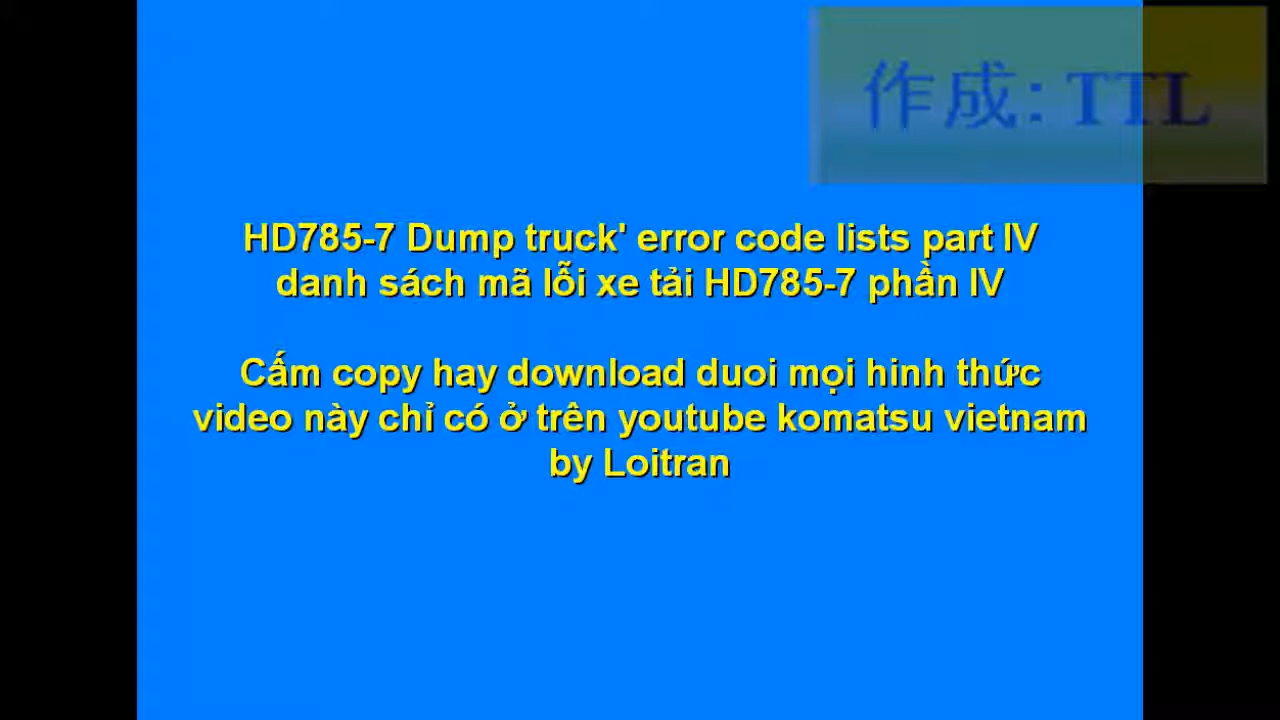 作成: TTL
HD785-7 Dump truck' error code lists part IV
danh sách mã lỗi xe tải HD785-7 phần IV
Cấm copy hay download duoi mọi hinh thức
video này chỉ có ở trên youtube komatsu vietnam
by Loitran